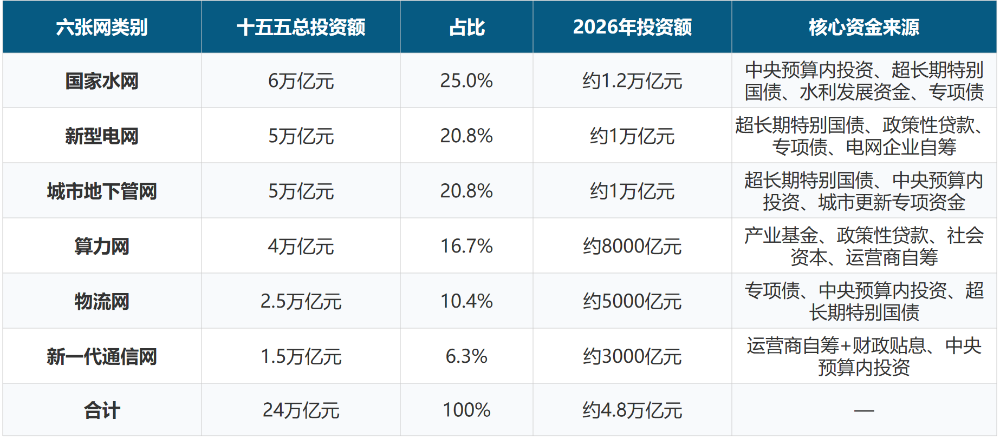 六张网类别 十五五总投资额 占比 2026年投资额 核心资金来源
国家水网 6万亿元 25.0% 约1.2万亿元 中央预算内投资、超长期特别
国债、水利发展资金、专项债
新型电网 5万亿元 20.8% 约1万亿元 超长期特别国债、政策性贷款、
专项债、电网企业自筹
城市地下管网 5万亿元 20.8% 约1万亿元 超长期特别国债、中央预算内
投资、城市更新专项资金
算力网 4万亿元 16.7% 约8000亿元 产业基金、政策性贷款、社会
资本、运营商自筹
物流网 2.5万亿元 10.4% 约5000亿元 专项债、中央预算内投资、超
长期特别国债
新一代通信网 1.5万亿元 6.3% 约3000亿元 运营商自筹+财政贴息、中央
预算内投资
合计 24万亿元 100% 约4.8万亿元 —